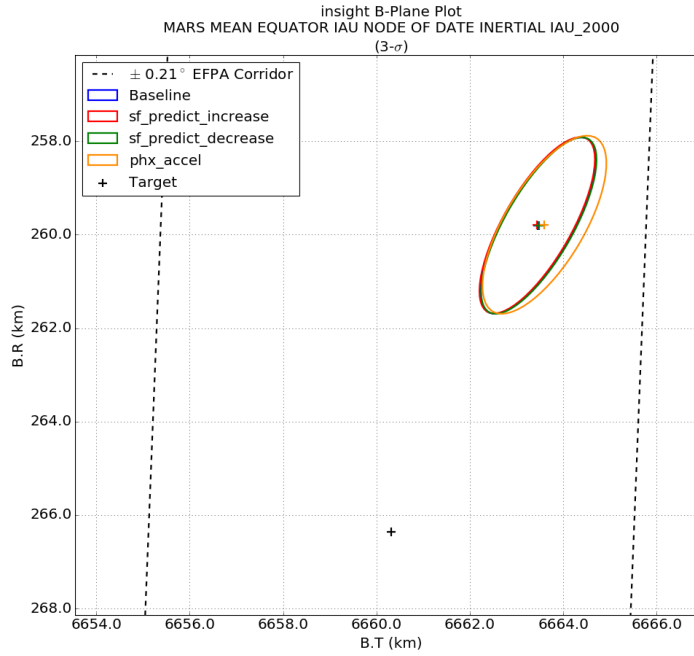 insight B-Plane Plot
MARS MEAN EQUATOR IAU NODE OF DATE INERTIAL IAU_2000
(3-σ)
± 0.21° EFPA Corridor
Baseline
sf_predict_increase
sf_predict_decrease
phx_accel
Target
258.0
260.0
262.0
264.0
266.0
268.0
B.R (km)
6654.0 6656.0 6658.0 6660.0 6662.0 6664.0 6666.0
B.T (km)